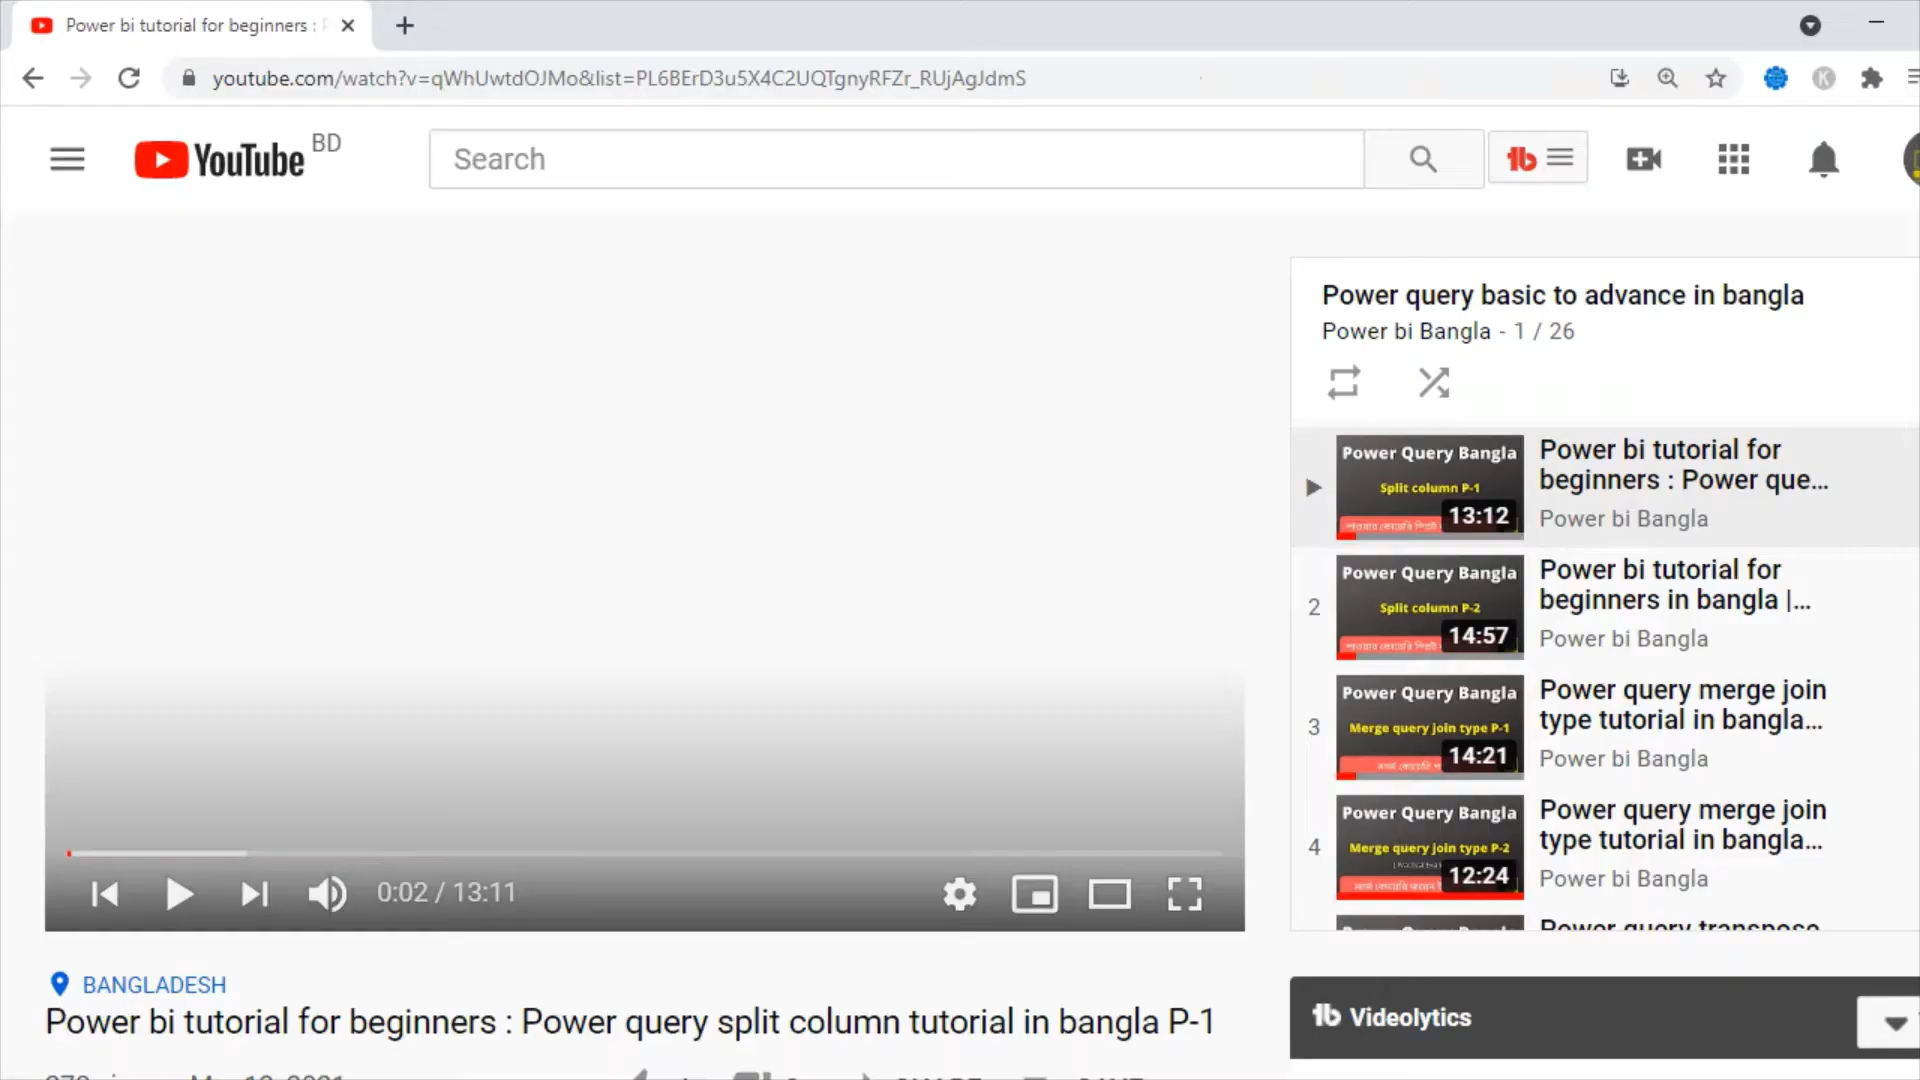 Power bi tutorial for beginners :
youtube.com/watch?v=qWhUwtdOJMo&list=PL6BErD3u5X4C2UQTgnyRFZr_RUjAgJdmS
YouTube BD
Search
Power query basic to advance in bangla
Power bi Bangla - 1 / 26
Power Query Bangla
Split column P-1
13:12
Power bi tutorial for
beginners : Power que...
Power bi Bangla
2
Power Query Bangla
Split column P-2
14:57
Power bi tutorial for
beginners in bangla |...
Power bi Bangla
3
Power Query Bangla
Merge query join type P-1
14:21
Power query merge join
type tutorial in bangla...
Power bi Bangla
4
Power Query Bangla
Merge query join type P-2
12:24
Power query merge join
type tutorial in bangla...
Power bi Bangla
Power query transpose
0:02 / 13:11
BANGLADESH
Power bi tutorial for beginners : Power query split column tutorial in bangla P-1
Videolytics